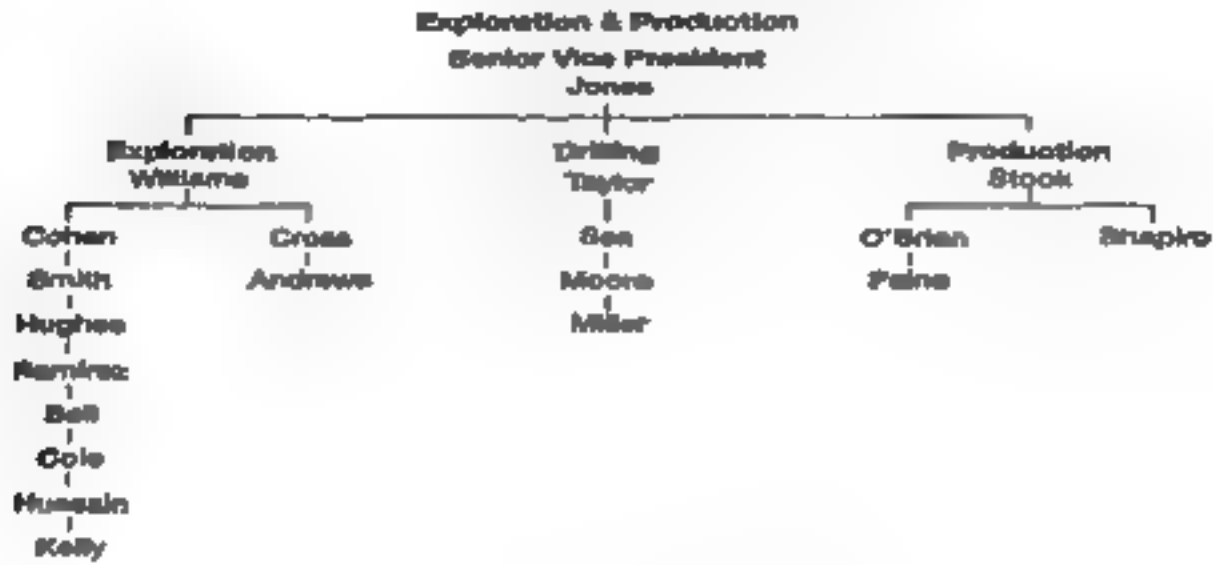 Exploration & Production
Senior Vice President
Jones
Exploration Drilling Production
Williams Taylor Stock
Cohen Cross Sen O'Brien Shapiro
Smith Andrews Moore Paine
Hughes Miller
Ramirez
Bell
Cole
Hussain
Kelly